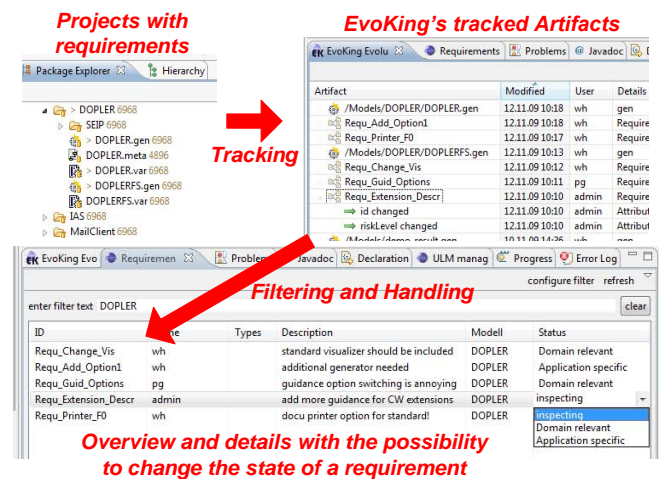 Projects with
requirements
EvoKing's tracked Artifacts
Package Explorer Hierarchy
> DOPLER 6968
SEIP 6968
> DOPLER.gen 6968
DOPLER.meta 4896
> DOPLER.var 6968
> DOPLERFS.gen 6968
DOPLERFS.var 6968
IAS 6968
MailClient 6968
Tracking
EvoKing Evolu Requirements Problems @ Javadoc
Artifact Modified User Details
/Models/DOPLER/DOPLER.gen 12.11.09 10:18 wh gen
Requ_Add_Option1 12.11.09 10:18 wh Require
Requ_Printer_F0 12.11.09 10:17 wh Require
/Models/DOPLER/DOPLERFS.gen 12.11.09 10:13 wh gen
Requ_Change_Vis 12.11.09 10:12 wh Require
Requ_Guid_Options 12.11.09 10:11 pg Require
Requ_Extension_Descr 12.11.09 10:10 admin Require
id changed 12.11.09 10:10 admin Attribut
riskLevel changed 12.11.09 10:10 admin Attribut
/Models/demo_result.gen 10.11.09 14:36 wh gen
EvoKing Evo Requiremen Problem Javadoc Declaration ULM manag Progress Error Log
Filtering and Handling
configure filter refresh
enter filter text DOPLER clear
ID Types Description Modell Status
Requ_Change_Vis wh standard visualizer should be included DOPLER Domain relevant
Requ_Add_Option1 wh additional generator needed DOPLER Application specific
Requ_Guid_Options pg guidance option switching is annoying DOPLER Domain relevant
Requ_Extension_Descr admin add more guidance for CW extensions DOPLER inspecting
Requ_Printer_F0 wh docu printer option for standard! DOPLER inspecting
Domain relevant
Application specific
Overview and details with the possibility
to change the state of a requirement